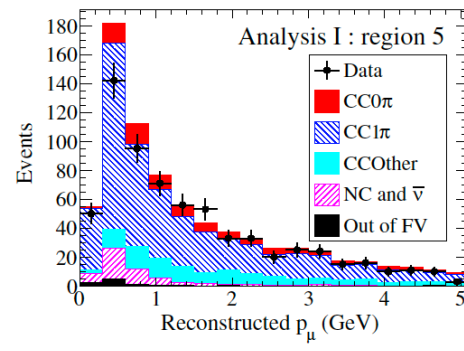 Analysis I : region 5
Data
CC0π
CC1π
CCOther
NC and ν̅
Out of FV
Events
180
160
140
120
100
80
60
40
20
0
0 1 2 3 4 5
Reconstructed pμ (GeV)